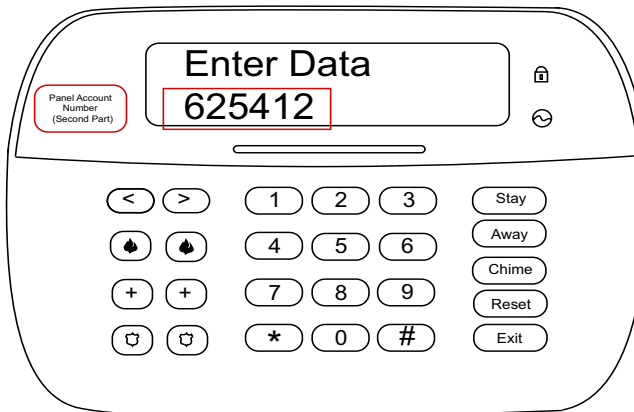 Enter Data
625412
Panel Account
Number
(Second Part)
< >
1 2 3
Stay
4 5 6
Away
Chime
+ +
7 8 9
Reset
* 0 #
Exit